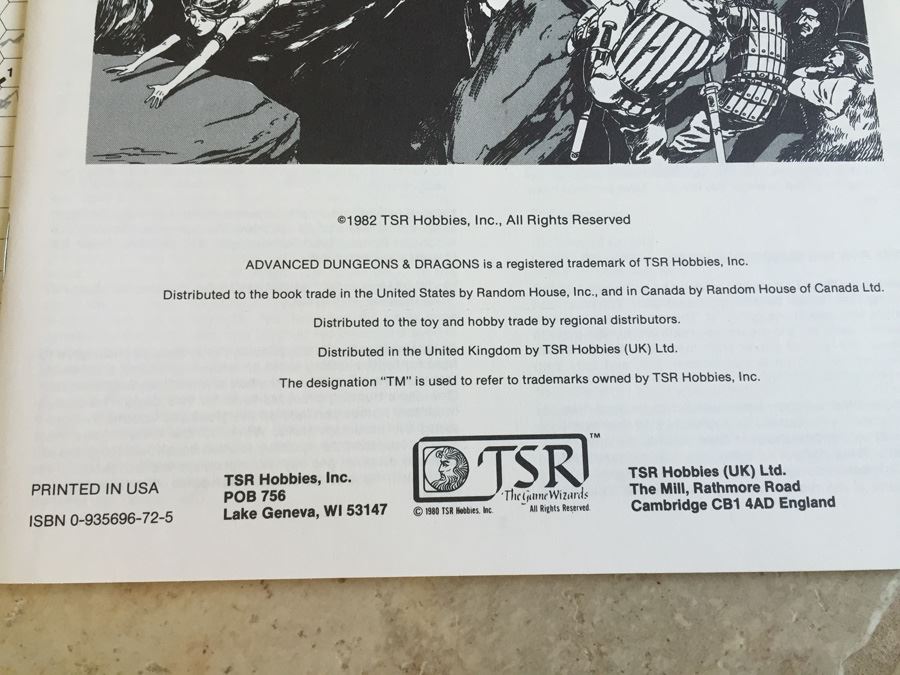 1
©1982 TSR Hobbies, Inc., All Rights Reserved
ADVANCED DUNGEONS & DRAGONS is a registered trademark of TSR Hobbies, Inc.
Distributed to the book trade in the United States by Random House, Inc., and in Canada by Random House of Canada Ltd.
Distributed to the toy and hobby trade by regional distributors.
Distributed in the United Kingdom by TSR Hobbies (UK) Ltd.
The designation “TM” is used to refer to trademarks owned by TSR Hobbies, Inc.
PRINTED IN USA
ISBN 0-935696-72-5
TSR Hobbies, Inc.
POB 756
Lake Geneva, WI 53147
TSR™
The Game Wizards
© 1980 TSR Hobbies, Inc. All Rights Reserved.
TSR Hobbies (UK) Ltd.
The Mill, Rathmore Road
Cambridge CB1 4AD England